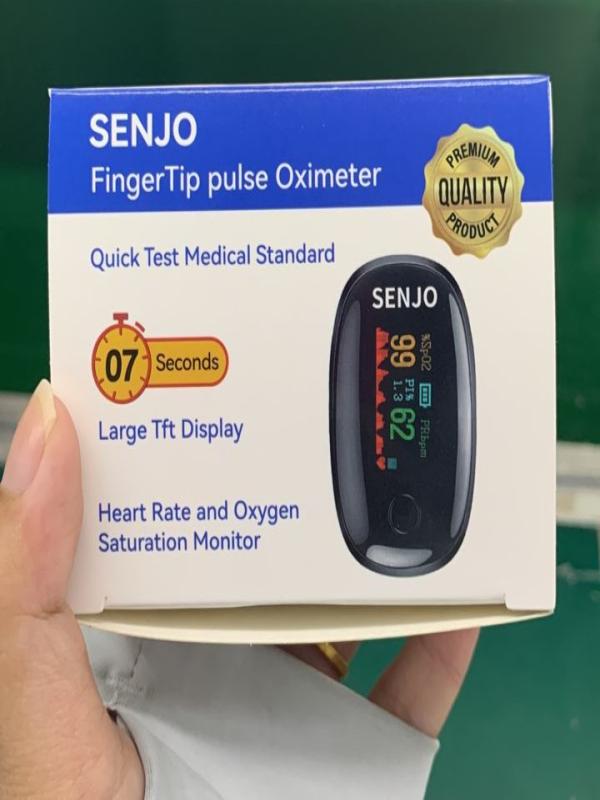 SENJO
FingerTip pulse Oximeter
PREMIUM
QUALITY
PRODUCT
Quick Test Medical Standard
07 Seconds
Large Tft Display
Heart Rate and Oxygen
Saturation Monitor
SENJO
%SpO2
99
PI%
1.3
62
PRbpm